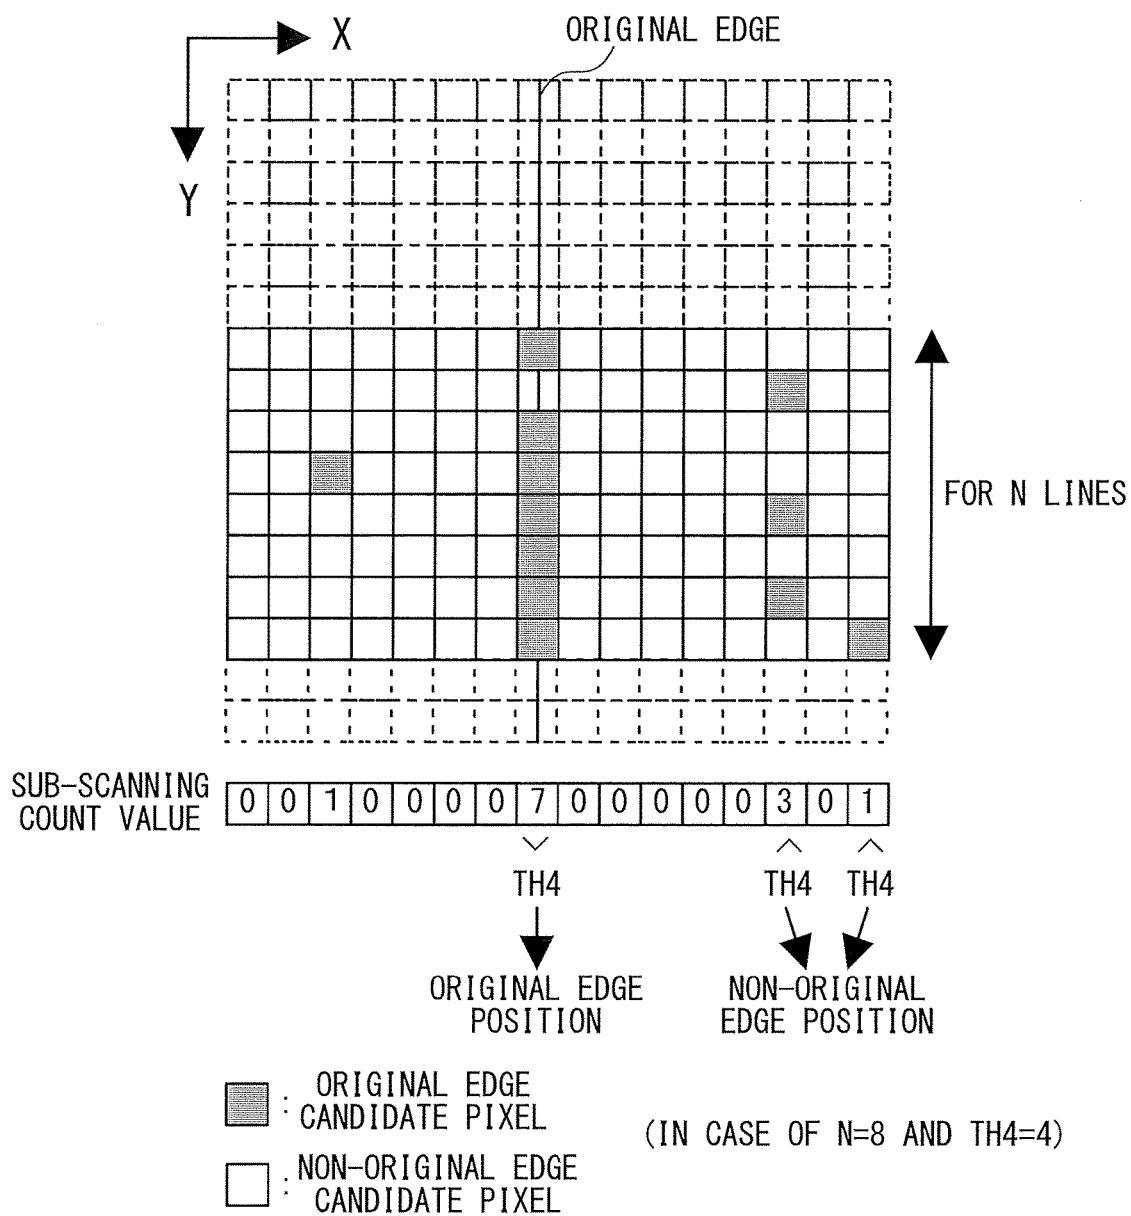 X
ORIGINAL EDGE
Y
FOR N LINES
SUB-SCANNING
COUNT VALUE
0 0 1 0 0 0 0 7 0 0 0 0 0 3 0 1
TH4 TH4 TH4
ORIGINAL EDGE
POSITION
NON-ORIGINAL
EDGE POSITION
: ORIGINAL EDGE
CANDIDATE PIXEL
(IN CASE OF N=8 AND TH4=4)
: NON-ORIGINAL EDGE
CANDIDATE PIXEL